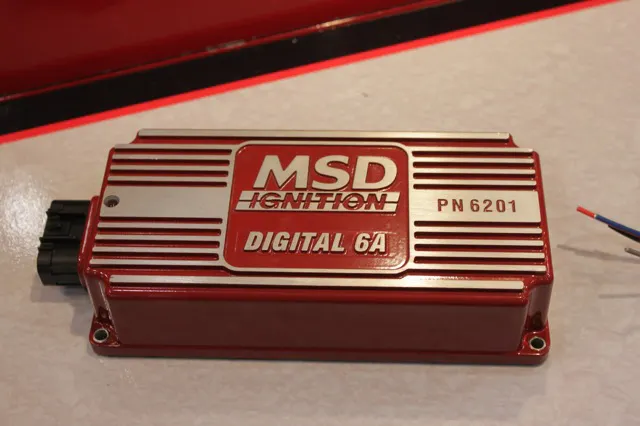 MSD
IGNITION
DIGITAL 6A
PN 6201